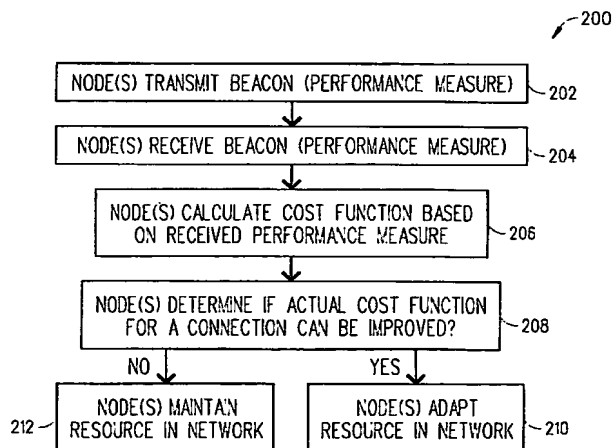 200
NODE(S) TRANSMIT BEACON (PERFORMANCE MEASURE)
202
NODE(S) RECEIVE BEACON (PERFORMANCE MEASURE)
204
NODE(S) CALCULATE COST FUNCTION BASED
ON RECEIVED PERFORMANCE MEASURE
206
NODE(S) DETERMINE IF ACTUAL COST FUNCTION
FOR A CONNECTION CAN BE IMPROVED?
208
NO
YES
212
NODE(S) MAINTAIN
RESOURCE IN NETWORK
NODE(S) ADAPT
RESOURCE IN NETWORK
210